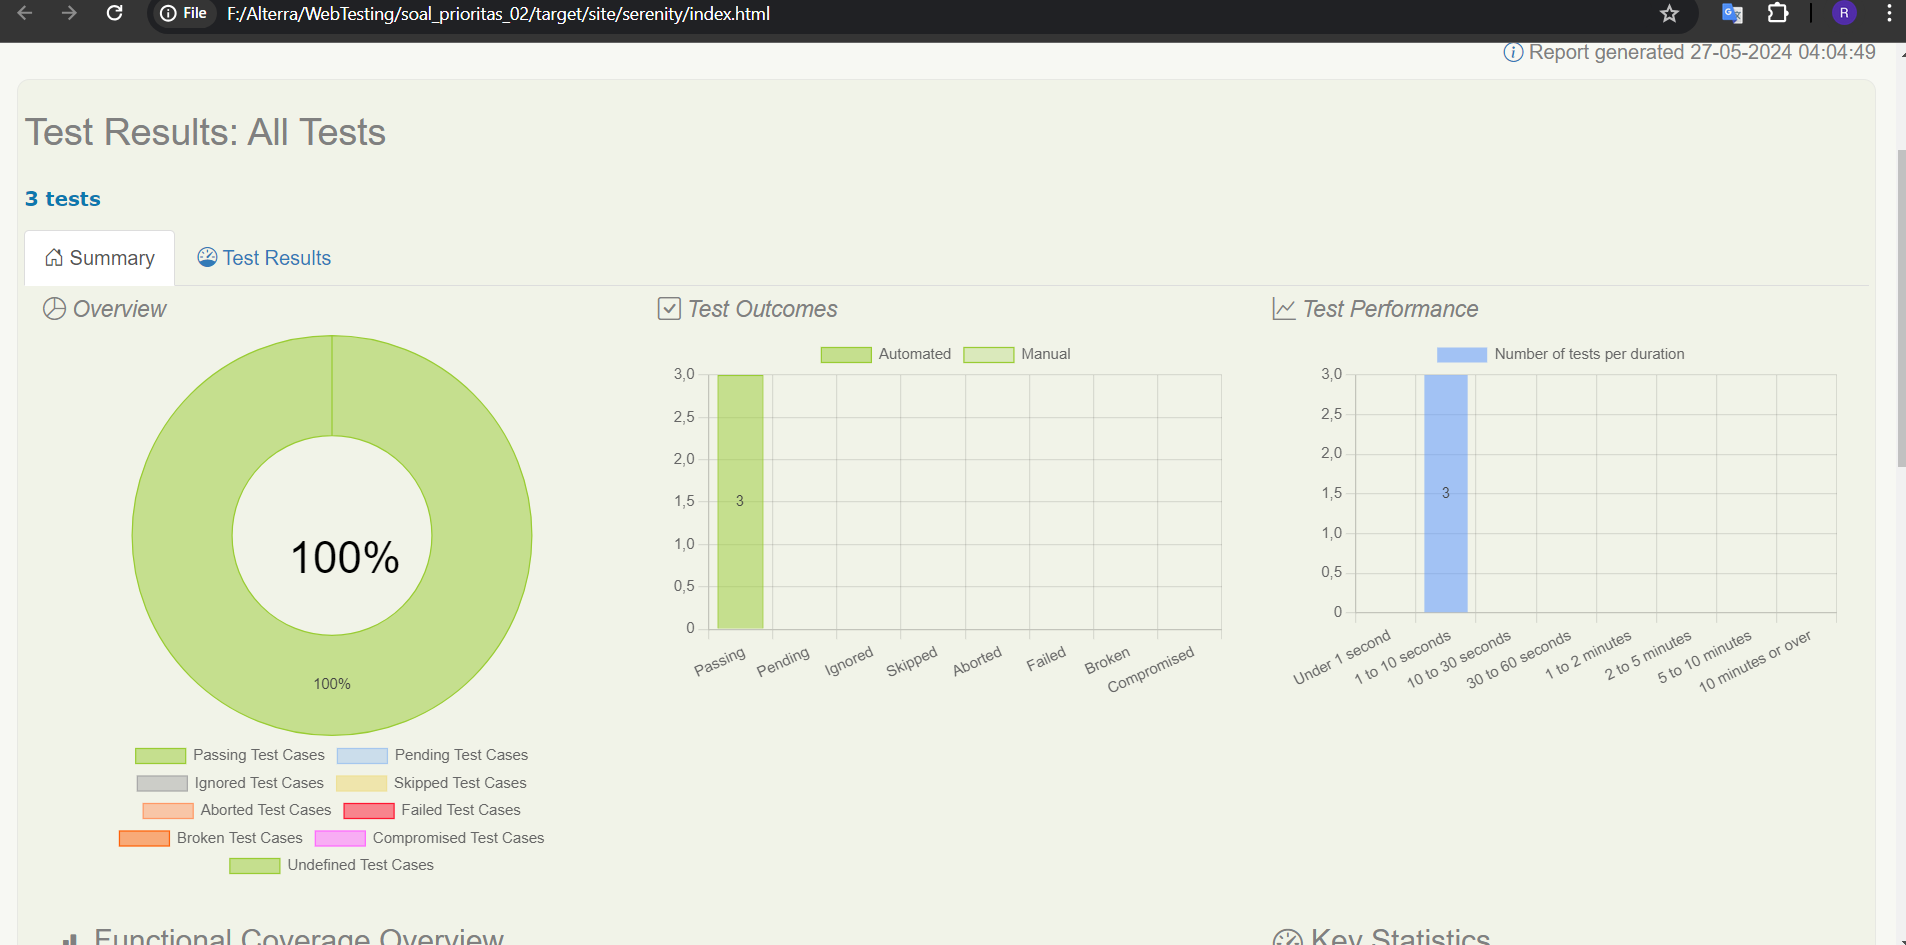 File F:/Alterra/WebTesting/soal_prioritas_02/target/site/serenity/index.html
R
Report generated 27-05-2024 04:04:49
Test Results: All Tests
3 tests
Summary
Test Results
Overview
100%
100%
Passing Test Cases
Pending Test Cases
Ignored Test Cases
Skipped Test Cases
Aborted Test Cases
Failed Test Cases
Broken Test Cases
Compromised Test Cases
Undefined Test Cases
Test Outcomes
Automated
Manual
3,0
2,5
2,0
1,5
1,0
0,5
0
3
Passing
Pending
Ignored
Skipped
Aborted
Failed
Broken
Compromised
Test Performance
Number of tests per duration
3,0
2,5
2,0
1,5
1,0
0,5
0
3
Under 1 second
1 to 10 seconds
10 to 30 seconds
30 to 60 seconds
1 to 2 minutes
2 to 5 minutes
5 to 10 minutes
10 minutes or over
Functional Coverage Overview
Key Statistics